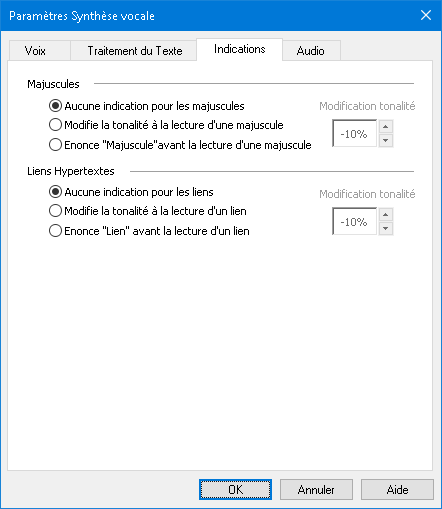 Paramètres Synthèse vocale
Voix
Traitement du Texte
Indications
Audio
Majuscules
Aucune indication pour les majuscules
Modification tonalité
Modifie la tonalité à la lecture d'une majuscule
-10%
Enonce "Majuscule"avant la lecture d'une majuscule
Liens Hypertextes
Aucune indication pour les liens
Modification tonalité
Modifie la tonalité à la lecture d'un lien
-10%
Enonce "Lien" avant la lecture d'un lien
OK
Annuler
Aide